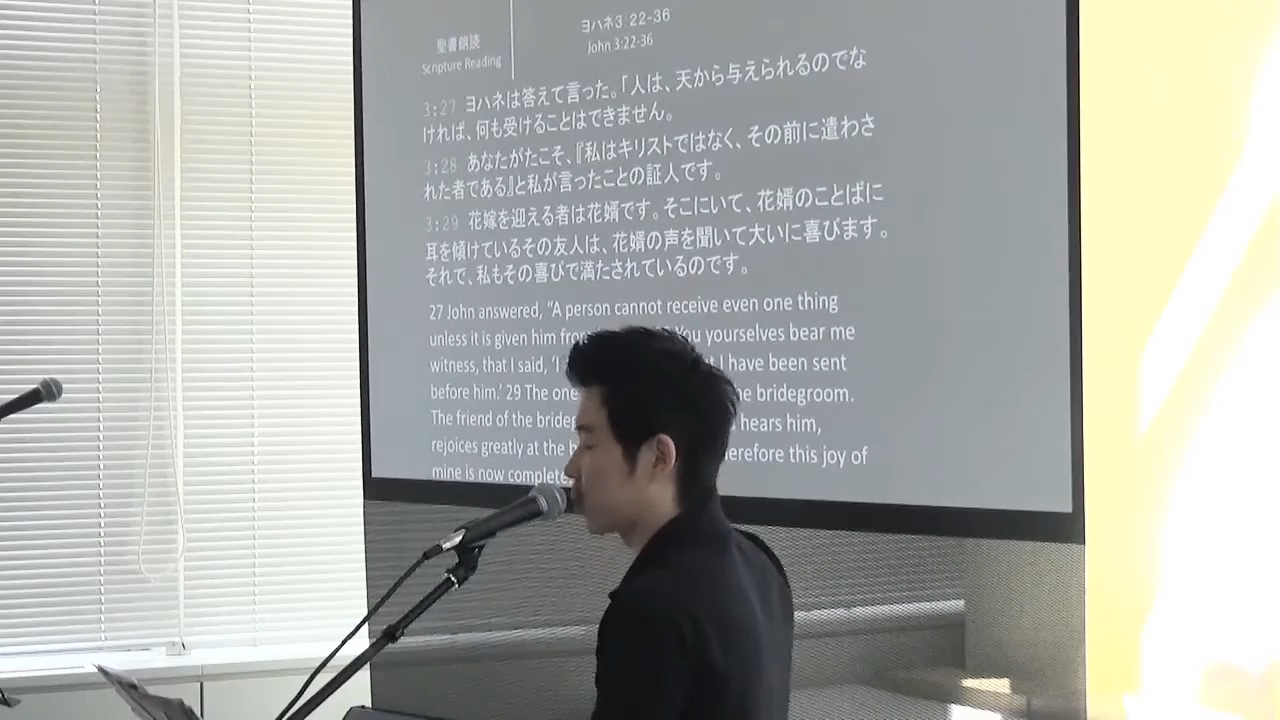 聖書朗読
Scripture Reading
ヨハネ3 22-36
John 3:22-36
3:27 ヨハネは答えて言った。「人は、天から与えられるのでな
ければ、何も受けることはできません。
3:28 あなたがたこそ、『私はキリストではなく、その前に遣わさ
れた者である』と私が言ったことの証人です。
3:29 花嫁を迎える者は花婿です。そこにいて、花婿のことばに
耳を傾けているその友人は、花婿の声を聞いて大いに喜びます。
それで、私もその喜びで満たされているのです。
27 John answered, “A person cannot receive even one thing
unless it is given him from You yourselves bear me
witness, that I said, ‘I I have been sent
before him.’ 29 The one bridegroom.
The friend of the hears him,
rejoices greatly at the this joy of
mine is now complete.